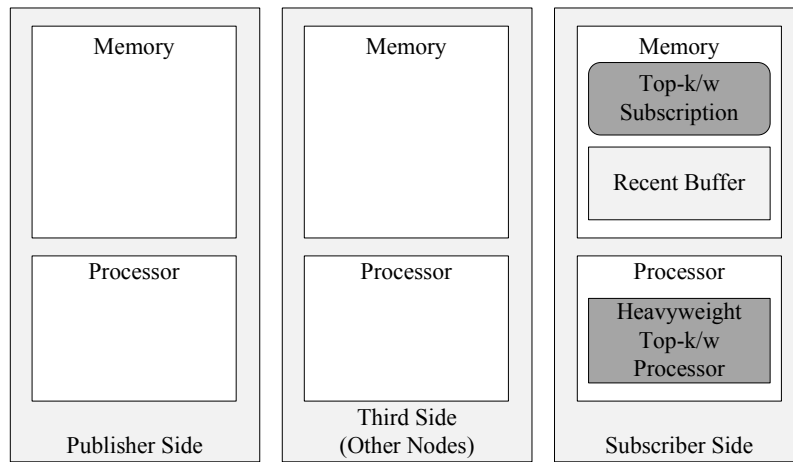 Memory
Processor
Publisher Side
Memory
Processor
Third Side
(Other Nodes)
Memory
Top-k/w
Subscription
Recent Buffer
Processor
Heavyweight
Top-k/w
Processor
Subscriber Side